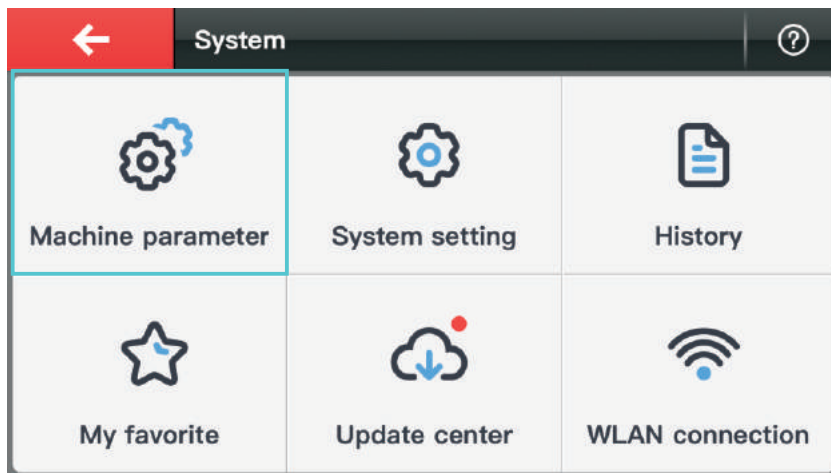 System
?
Machine parameter
System setting
History
My favorite
Update center
WLAN connection